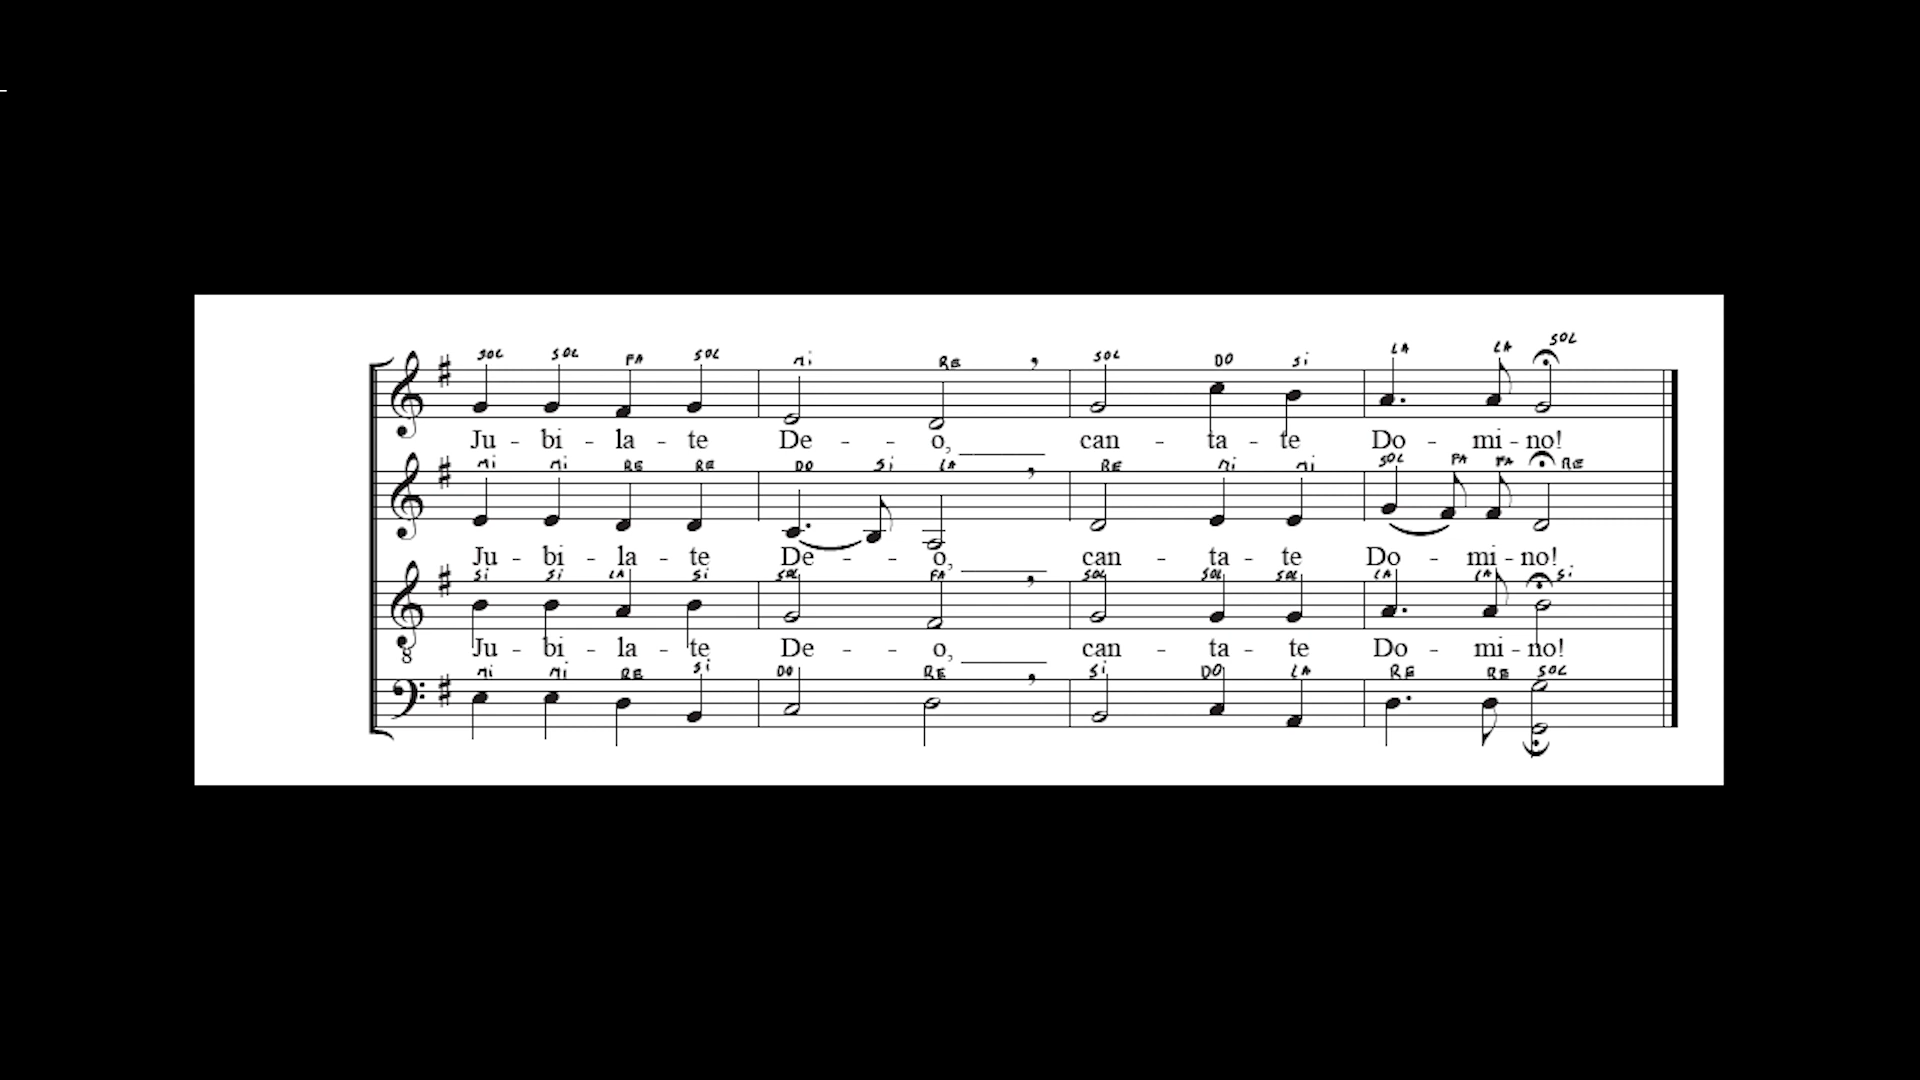 SOL SOL FA SOL Mi RE SOL DO Si LA LA SOL
Ju - bi - la - te De - - o, ______ can - ta - te Do - mi - no!
Mi Mi RE RE DO Si LA RE Mi Mi SOL FA FA RE
Ju - bi - la - te De - - o, ______ can - ta - te Do - mi - no!
Si Si LA Si SOL FA SOL SOL SOL LA LA Si
8
Ju - bi - la - te De - - o, ______ can - ta - te Do - mi - no!
Mi Mi RE Si DO RE Si DO LA RE RE SOL